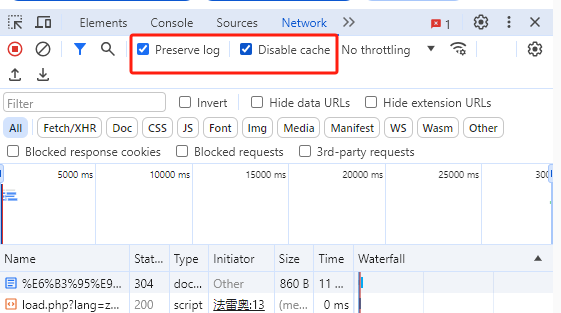 Elements Console Sources Network 1
Preserve log Disable cache No throttling
Filter Invert Hide data URLs Hide extension URLs
All Fetch/XHR Doc CSS JS Font Img Media Manifest WS Wasm Other
Blocked response cookies Blocked requests 3rd-party requests
5000 ms 10000 ms 15000 ms 20000 ms 25000 ms 300
Name Stat... Type Initiator Size Time Waterfall
%E6%B3%95%E9... 304 doc... Other 860 B 11 ...
load.php?lang=z... 200 script 法雷奧:13 (me... 0 ms